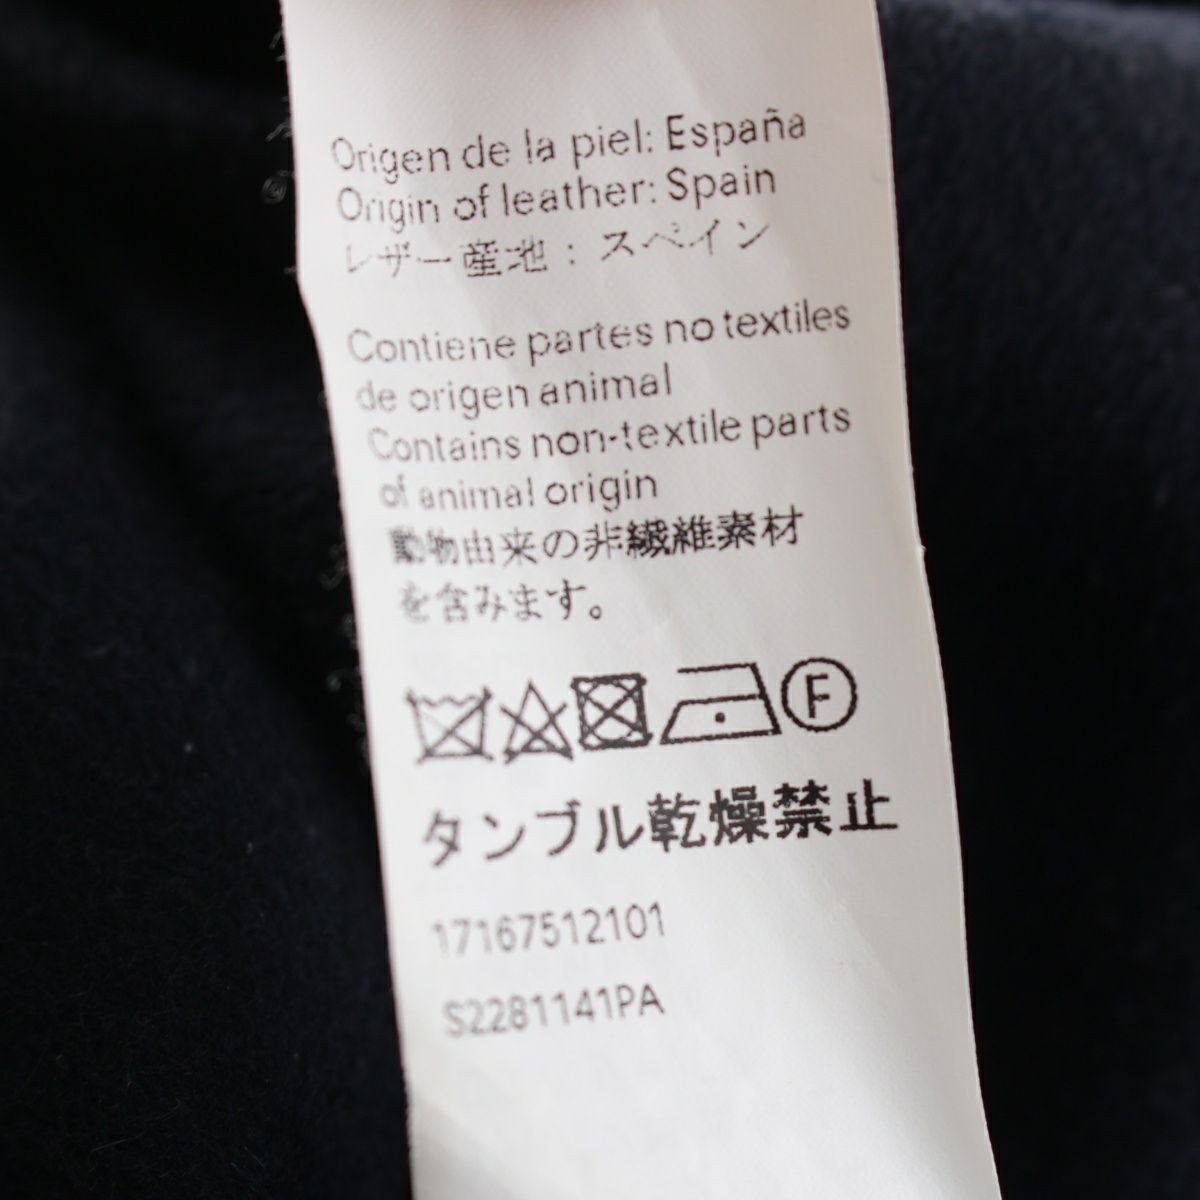 Origen de la piel: España
Origin of leather: Spain
レザー産地：スペイン
Contiene partes no textiles
de origen animal
Contains non-textile parts
of animal origin
動物由来の非繊維素材
を含みます。
F
タンブル乾燥禁止
17167512101
S2281141PA